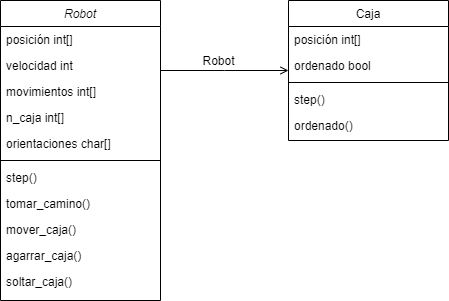 Robot
posición int[]
velocidad int
movimientos int[]
n_caja int[]
orientaciones char[]
step()
tomar_camino()
mover_caja()
agarrar_caja()
soltar_caja()
Robot
Caja
posición int[]
ordenado bool
step()
ordenado()